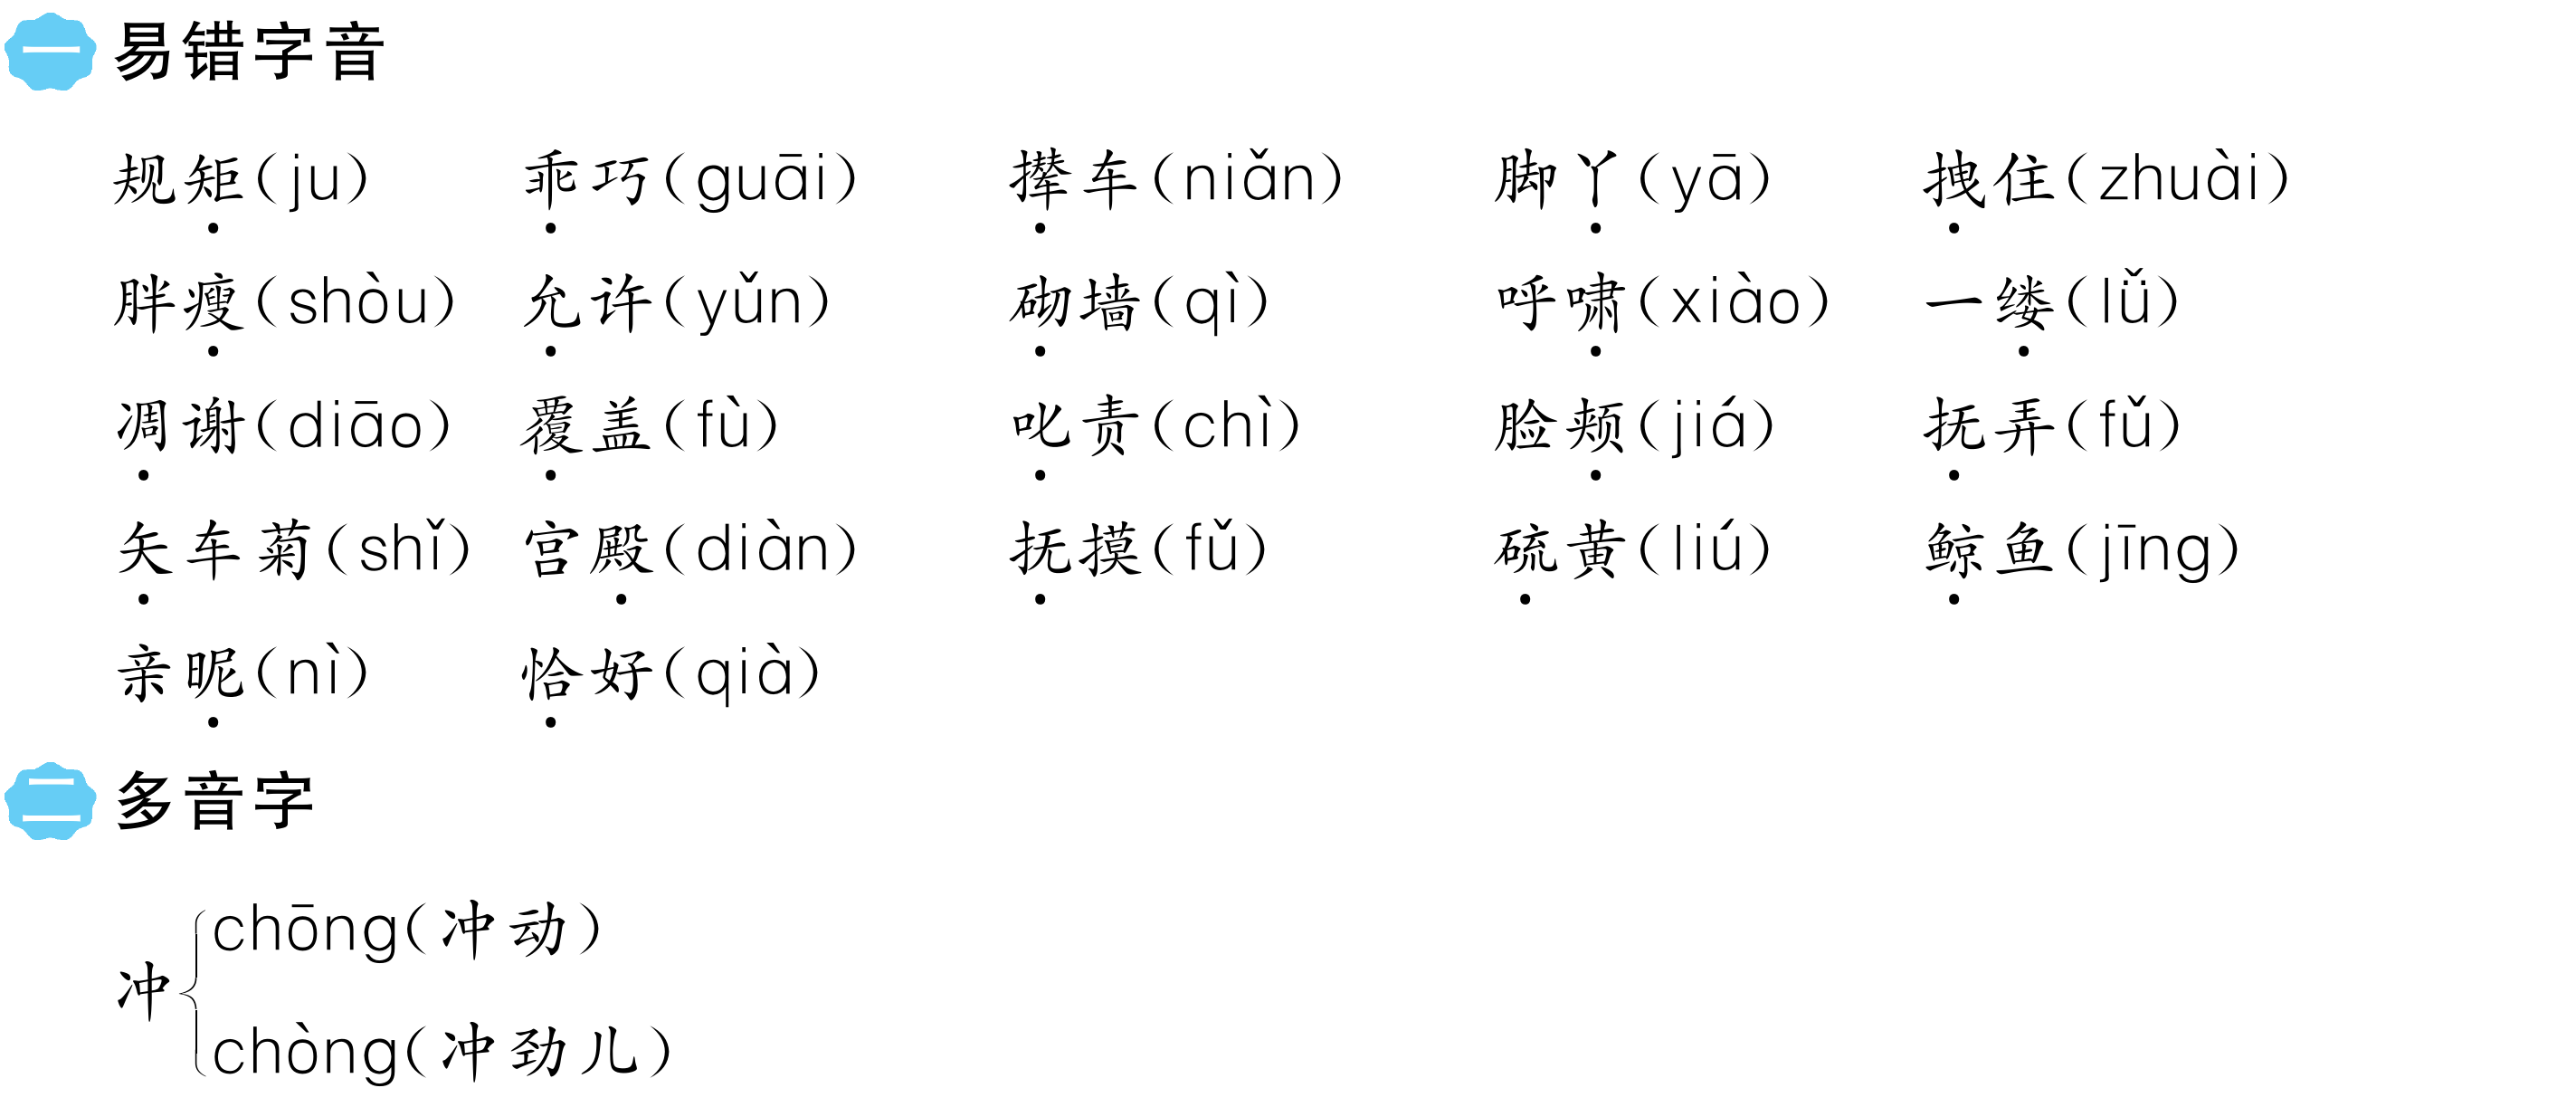 一 易错字音
规矩(ju) 乖巧(guāi) 撵车(niǎn) 脚丫(yā) 拽住(zhuài)
胖瘦(shòu) 允许(yǔn) 砌墙(qì) 呼啸(xiào) 一缕(lǚ)
凋谢(diāo) 覆盖(fù) 叱责(chì) 脸颊(jiá) 抚弄(fǔ)
矢车菊(shǐ) 宫殿(diàn) 抚摸(fǔ) 硫黄(liú) 鲸鱼(jīng)
亲昵(nì) 恰好(qià)
二 多音字
chōng(冲动)
冲
chòng(冲劲儿)